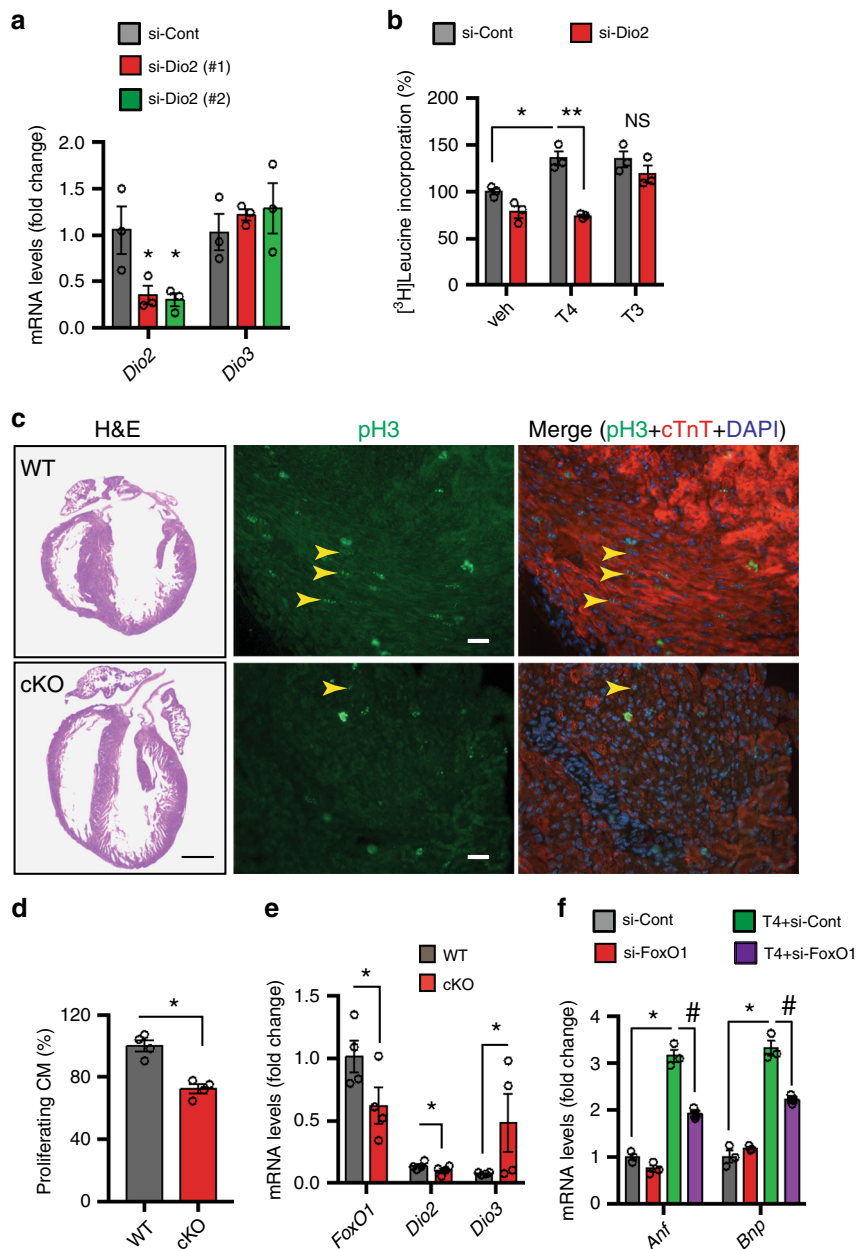 a
si-Cont
si-Dio2 (#1)
si-Dio2 (#2)
mRNA levels (fold change)
2.0
1.5
1.0
0.5
0.0
* *
Dio2
Dio3
b
si-Cont
si-Dio2
[³H]Leucine incorporation (%)
200
150
100
50
0
* ** NS
veh
T4
T3
c
H&E
pH3
Merge (pH3+cTnT+DAPI)
WT
cKO
d
Proliferating CM (%)
120
80
40
0
*
WT
cKO
e
WT
cKO
mRNA levels (fold change)
1.5
1.0
0.5
0
* * *
FoxO1
Dio2
Dio3
f
si-Cont
si-FoxO1
T4+si-Cont
T4+si-FoxO1
mRNA levels (fold change)
4
3
2
1
0
* # * #
Anf
Bnp